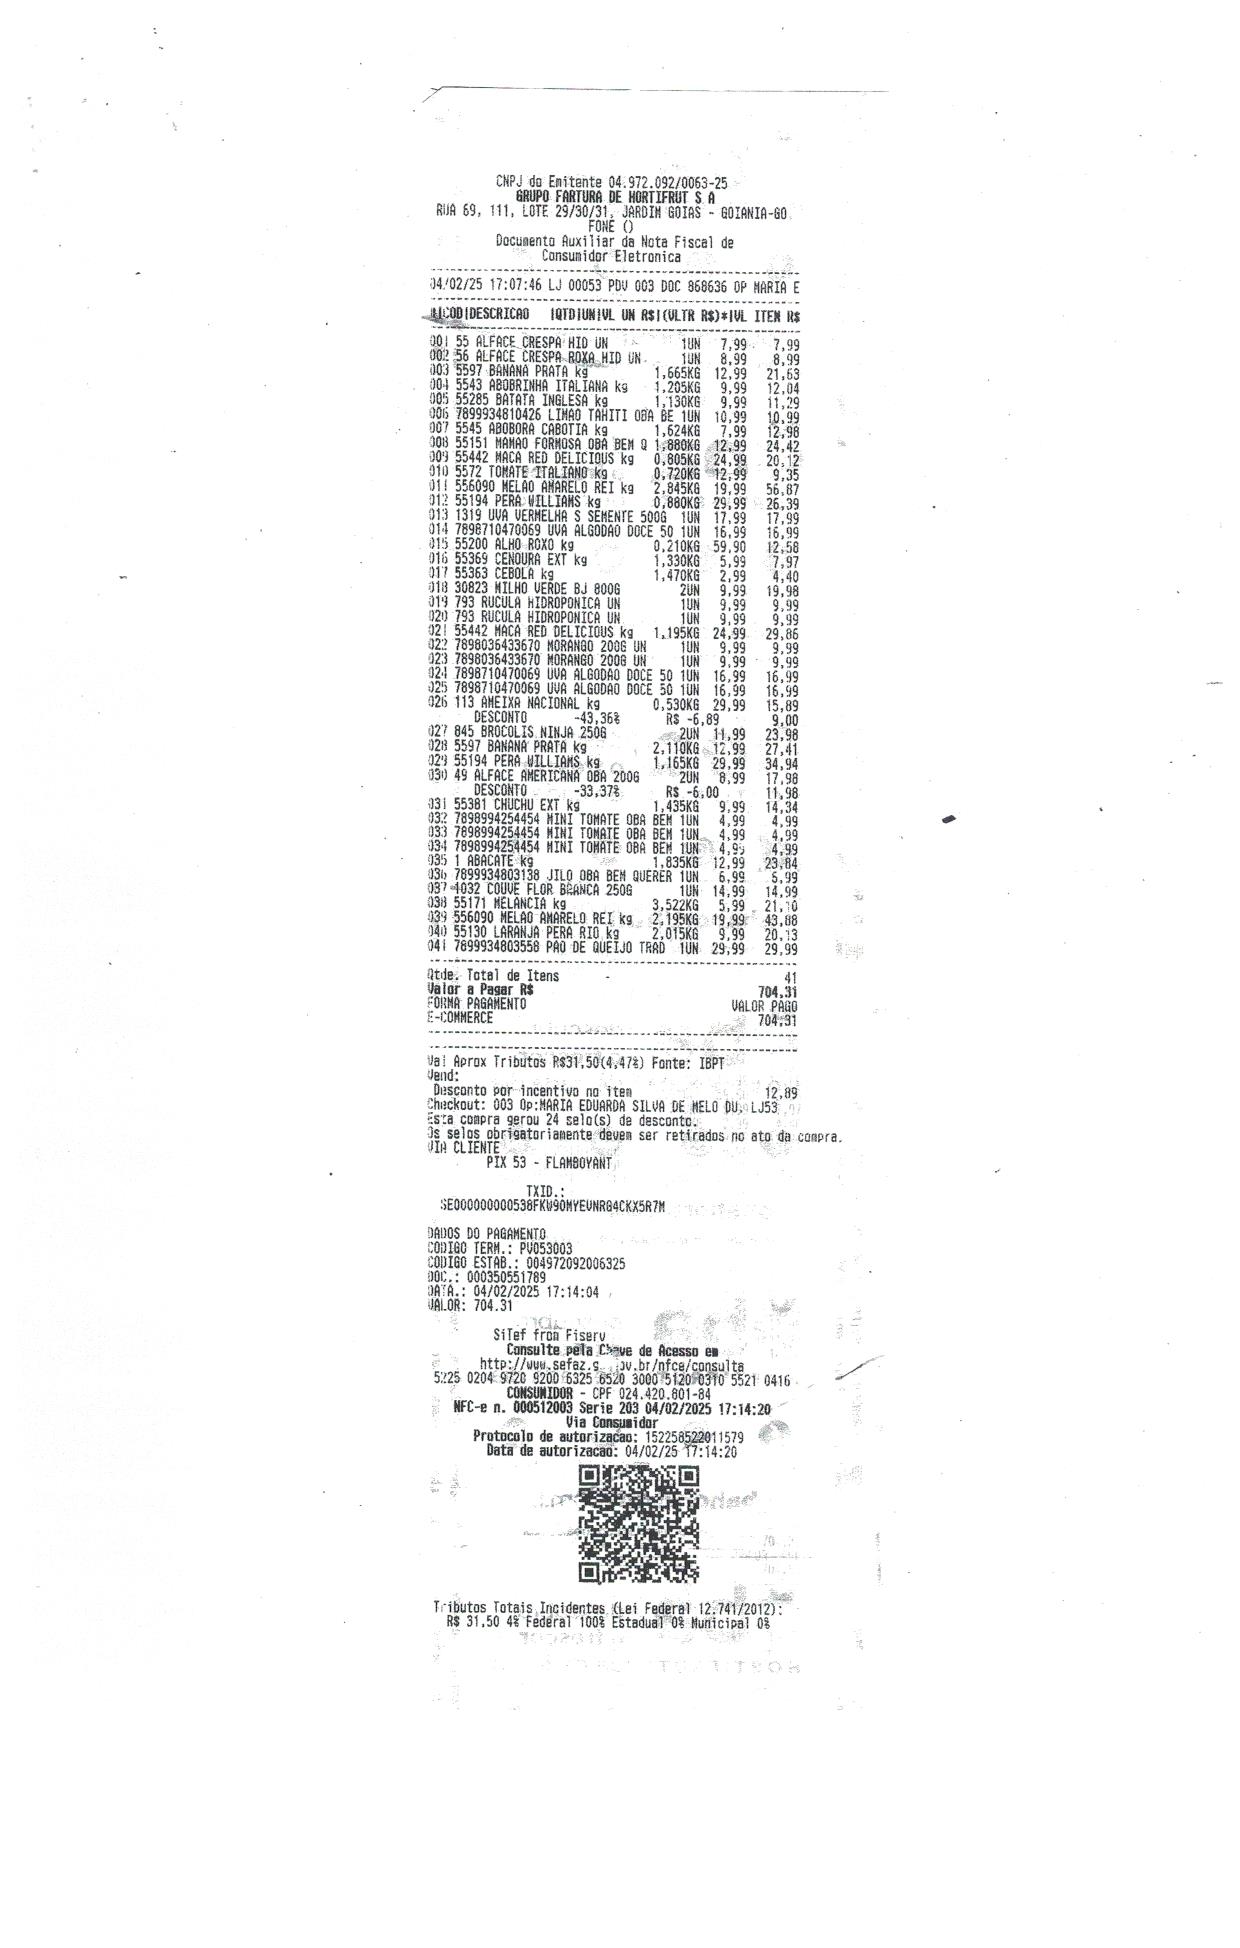 CNPJ do Emitente 04.972.092/0063-25
GRUPO FARTURA DE HORTIFRUT S A
RUA 69, 111, LOTE 29/30/31, JARDIM GOIAS - GOIANIA-GO
FONE ()
Documento Auxiliar da Nota Fiscal de
Consumidor Eletronica
04/02/25 17:07:46 LJ 00053 PDV 003 DOC 868636 OP MARIA E
COD|DESCRICAO |QTD|UN|VL UN R$|(VLTR R$)*|VL ITEM R$
001 55 ALFACE CRESPA HID UN 1UN 7,99 7,99
002 56 ALFACE CRESPA ROXA HID UN 1UN 8,99 8,99
003 5597 BANANA PRATA kg 1,665KG 12,99 21,63
004 5543 ABOBRINHA ITALIANA kg 1,205KG 9,99 12,04
005 55285 BATATA INGLESA kg 1,130KG 9,99 11,29
006 7899934810426 LIMAO TAHITI OBA BE 1UN 10,99 10,99
007 5545 ABOBORA CABOTIA kg 1,624KG 7,99 12,98
008 55151 MAMAO FORMOSA OBA BEM Q 1,880KG 12,99 24,42
009 55442 MACA RED DELICIOUS kg 0,805KG 24,99 20,12
010 5572 TOMATE ITALIANO kg 0,720KG 12,99 9,35
011 556090 MELAO AMARELO REI kg 2,845KG 19,99 56,87
012 55194 PERA WILLIAMS kg 0,880KG 29,99 26,39
013 1319 UVA VERMELHA S SEMENTE 500G 1UN 17,99 17,99
014 7898710470069 UVA ALGODAO DOCE 50 1UN 16,99 16,99
015 55200 ALHO ROXO kg 0,210KG 59,90 12,58
016 55369 CENOURA EXT kg 1,330KG 5,99 7,97
017 55363 CEBOLA kg 1,470KG 2,99 4,40
018 30823 MILHO VERDE BJ 800G 2UN 9,99 19,98
019 793 RUCULA HIDROPONICA UN 1UN 9,99 9,99
020 793 RUCULA HIDROPONICA UN 1UN 9,99 9,99
021 55442 MACA RED DELICIOUS kg 1,195KG 24,99 29,86
022 7898036433670 MORANGO 200G UN 1UN 9,99 9,99
023 7898036433670 MORANGO 200G UN 1UN 9,99 9,99
024 7898710470069 UVA ALGODAO DOCE 50 1UN 16,99 16,99
025 7898710470069 UVA ALGODAO DOCE 50 1UN 16,99 16,99
026 113 AMEIXA NACIONAL kg 0,530KG 29,99 15,89
DESCONTO -43,36% R$ -6,89 9,00
027 845 BROCOLIS NINJA 250G 2UN 11,99 23,98
028 5597 BANANA PRATA kg 2,110KG 12,99 27,41
029 55194 PERA WILLIAMS kg 1,165KG 29,99 34,94
030 49 ALFACE AMERICANA OBA 200G 2UN 8,99 17,98
DESCONTO -33,37% R$ -6,00 11,98
031 55381 CHUCHU EXT kg 1,435KG 9,99 14,34
032 7898994254454 MINI TOMATE OBA BEM 1UN 4,99 4,99
033 7898994254454 MINI TOMATE OBA BEM 1UN 4,99 4,99
034 7898994254454 MINI TOMATE OBA BEM 1UN 4,99 4,99
035 1 ABACATE kg 1,835KG 12,99 23,84
036 7899934803138 JILO OBA BEM QUERER 1UN 6,99 6,99
037 4032 COUVE FLOR BRANCA 250G 1UN 14,99 14,99
038 55171 MELANCIA kg 3,522KG 5,99 21,10
039 556090 MELAO AMARELO REI kg 2,195KG 19,99 43,88
040 55130 LARANJA PERA RIO kg 2,015KG 9,99 20,13
041 7899934803558 PAO DE QUEIJO TRAD 1UN 29,99 29,99
Qtde. Total de Itens 41
Valor a Pagar R$ 704,31
FORMA PAGAMENTO VALOR PAGO
E-COMMERCE 704,31
Val Aprox Tributos R$31,50(4,47%) Fonte: IBPT
Vend:
Desconto por incentivo no item 12,89
Checkout: 003 Op:MARIA EDUARDA SILVA DE MELO DU. LJ53
Esta compra gerou 24 selo(s) de desconto.
Os selos obrigatoriamente devem ser retirados no ato da compra.
VIA CLIENTE
PIX 53 - FLAMBOYANT
TXID.:
SE000000000538FKW90MYEUNRG4CKX5R7M
DADOS DO PAGAMENTO
CODIGO TERM.: PV053003
CODIGO ESTAB.: 004972092006325
DOC.: 000350551789
DATA.: 04/02/2025 17:14:04
VALOR: 704.31
SiTef from Fiserv
Consulte pela Chave de Acesso em
http://www.sefaz.g ov.br/nfce/consulta
5225 0204 9720 9200 6325 6520 3000 5120 0310 5521 0416
CONSUMIDOR - CPF 024.420.801-84
NFC-e n. 000512003 Serie 203 04/02/2025 17:14:20
Via Consumidor
Protocolo de autorizacao: 152258522011579
Data de autorizacao: 04/02/25 17:14:20
Tributos Totais Incidentes (Lei Federal 12.741/2012):
R$ 31,50 4% Federal 100% Estadual 0% Municipal 0%